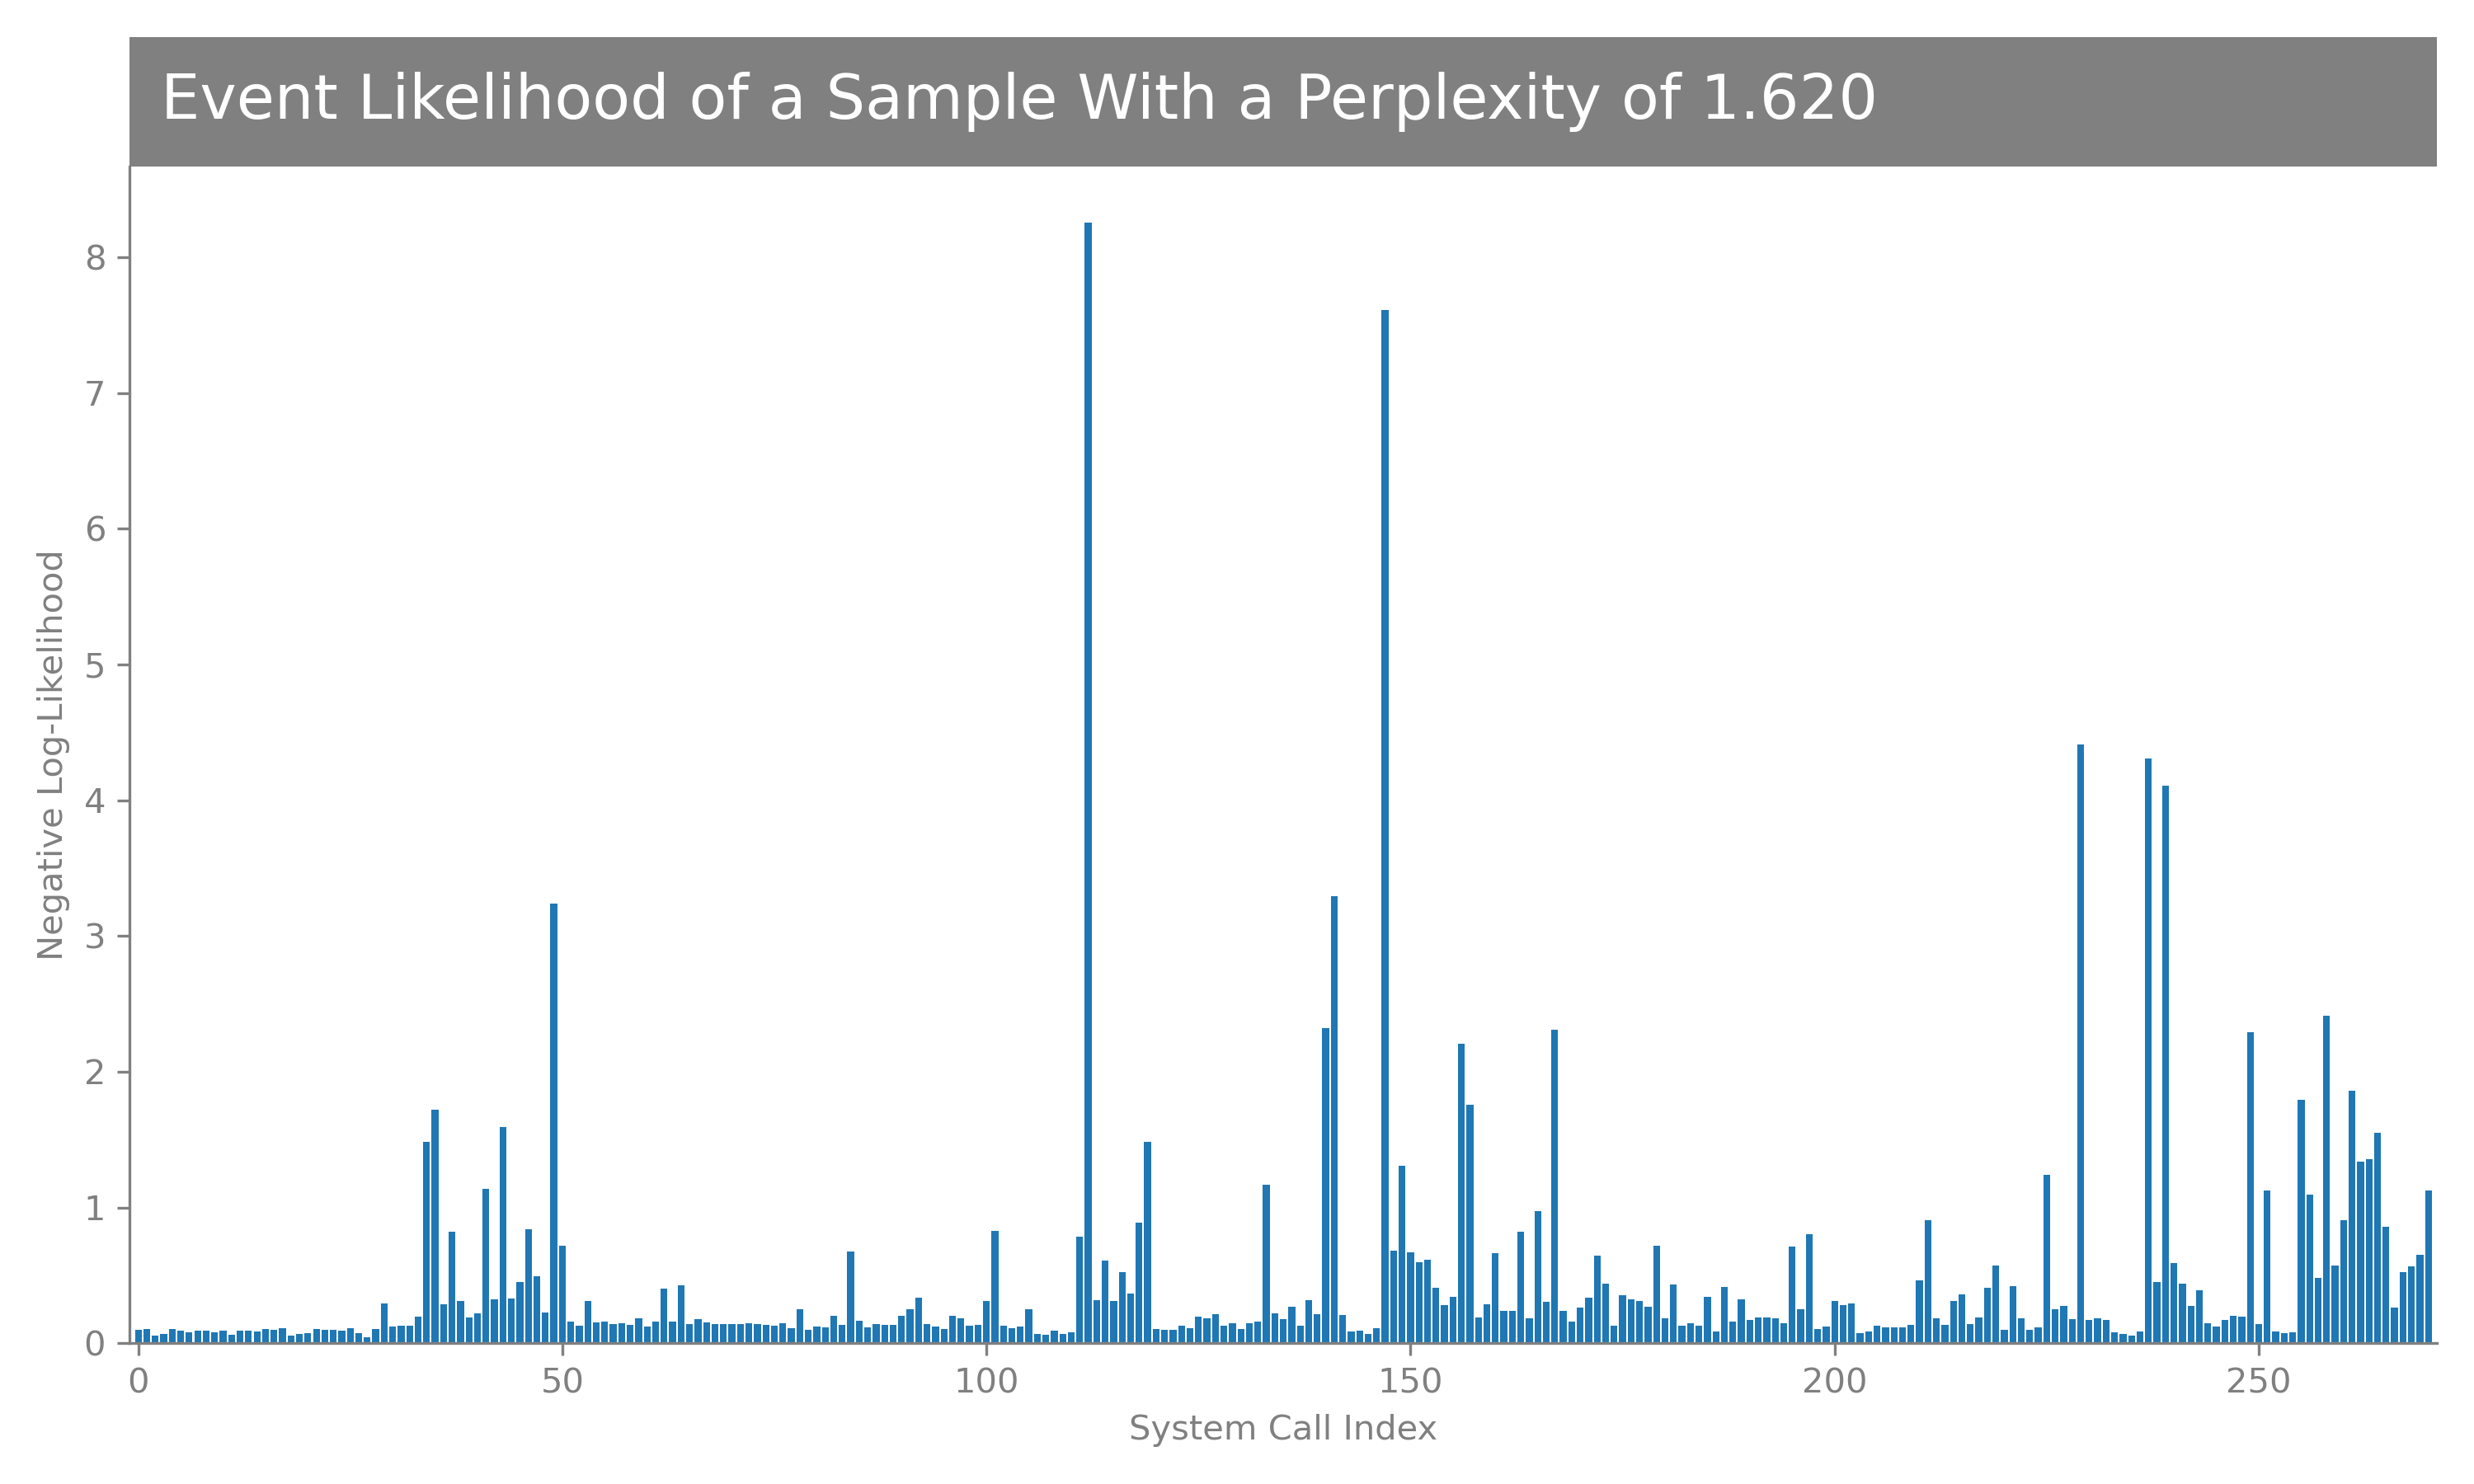 Event Likelihood of a Sample With a Perplexity of 1.620
Negative Log-Likelihood
8
7
6
5
4
3
2
1
0
0 50 100 150 200 250
System Call Index